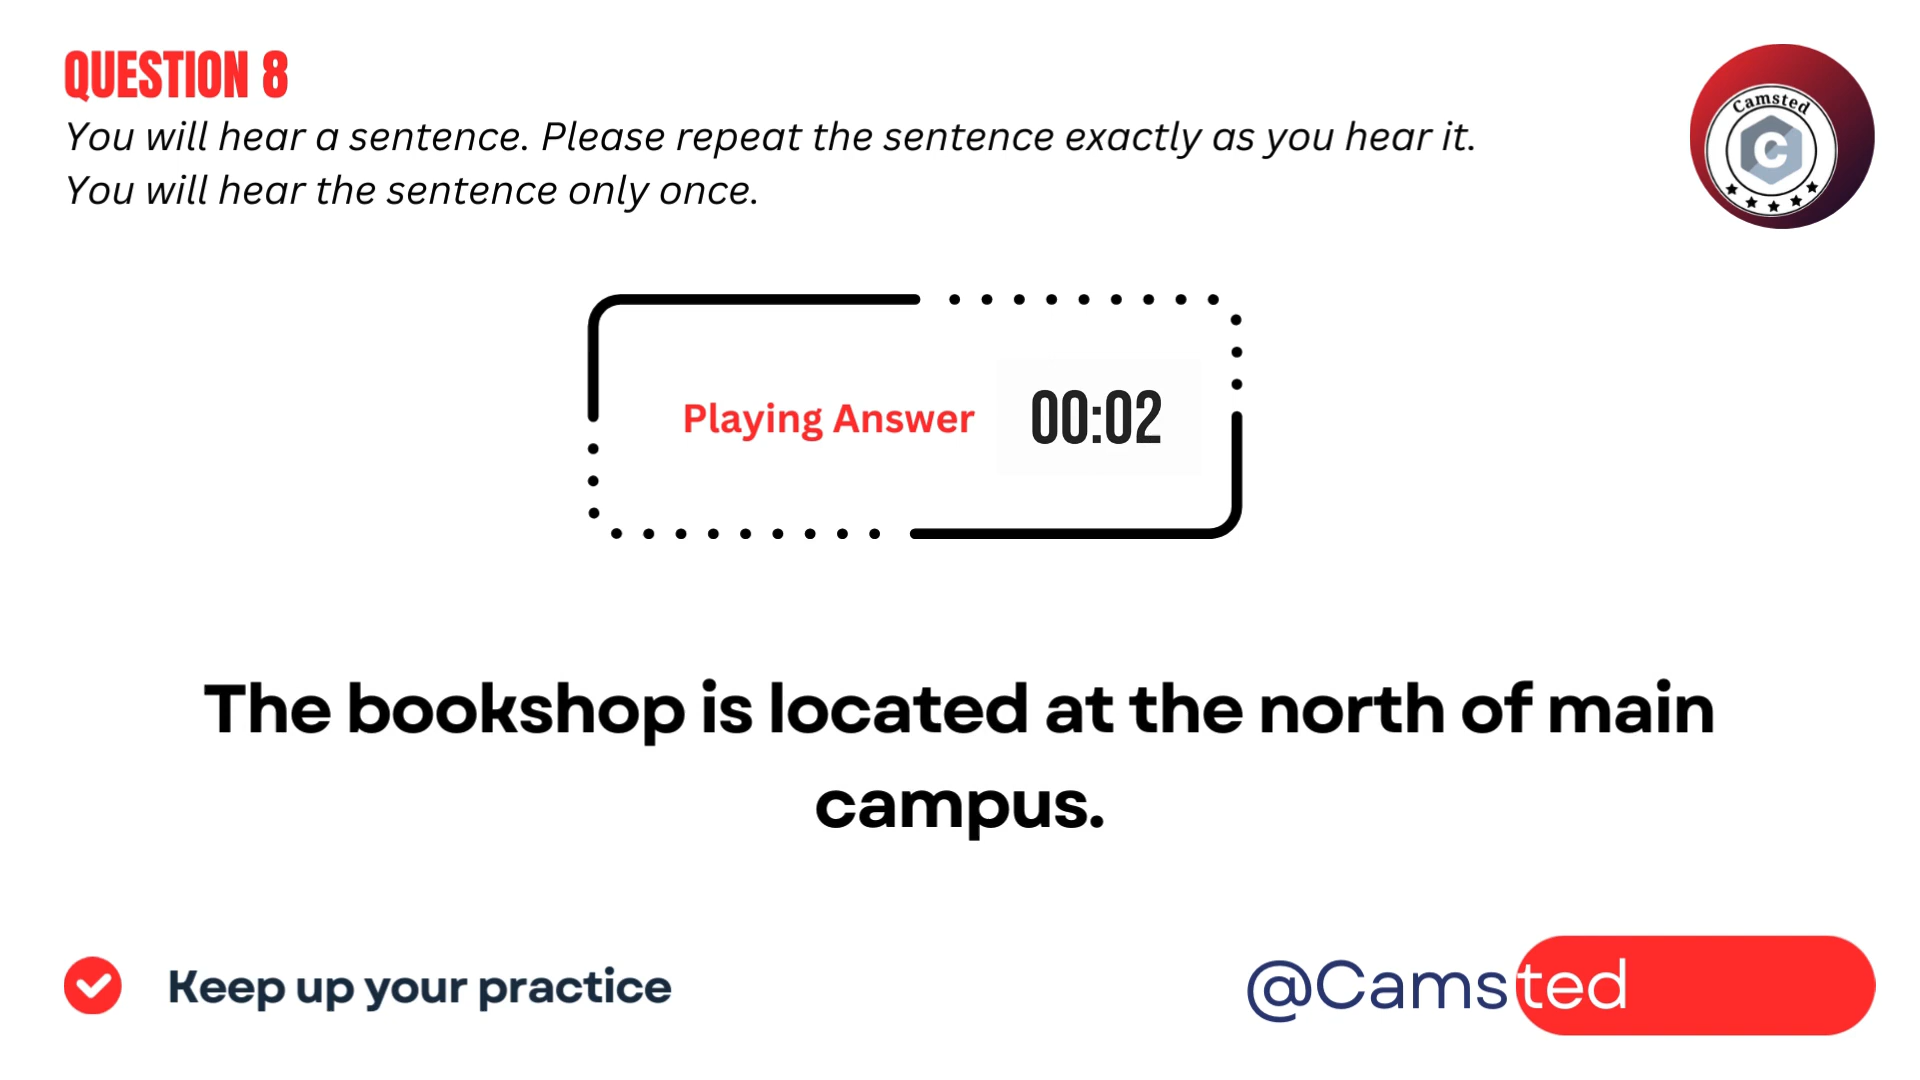 QUESTION 8
You will hear a sentence. Please repeat the sentence exactly as you hear it.
You will hear the sentence only once.
Camsted
C
Playing Answer 00:02
The bookshop is located at the north of main
campus.
Keep up your practice
@Camsted